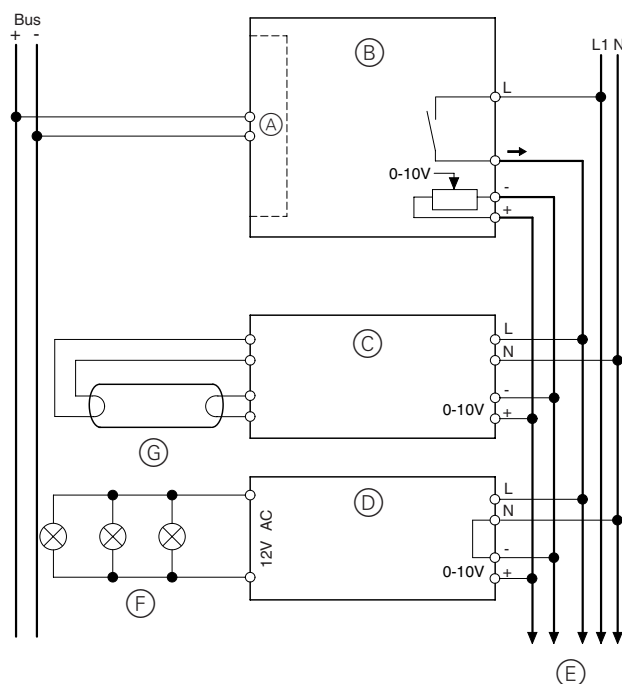 Bus
+ -
L1 N
B
L
A
0-10V
-
+
C
L
N
-
0-10V +
G
D
L
12V AC
N
-
0-10V +
F
E